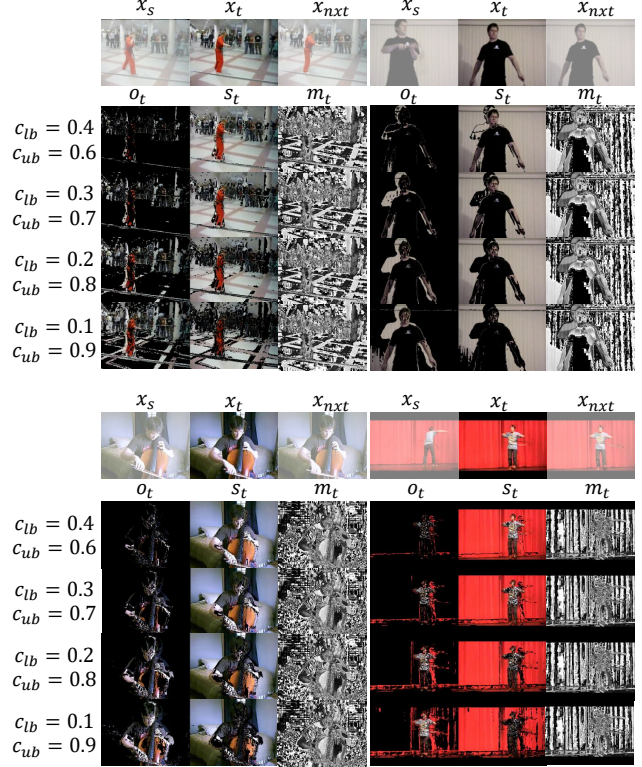 x_s x_t x_nxt x_s x_t x_nxt
o_t s_t m_t o_t s_t m_t
c_lb = 0.4
c_ub = 0.6
c_lb = 0.3
c_ub = 0.7
c_lb = 0.2
c_ub = 0.8
c_lb = 0.1
c_ub = 0.9
x_s x_t x_nxt x_s x_t x_nxt
o_t s_t m_t o_t s_t m_t
c_lb = 0.4
c_ub = 0.6
c_lb = 0.3
c_ub = 0.7
c_lb = 0.2
c_ub = 0.8
c_lb = 0.1
c_ub = 0.9